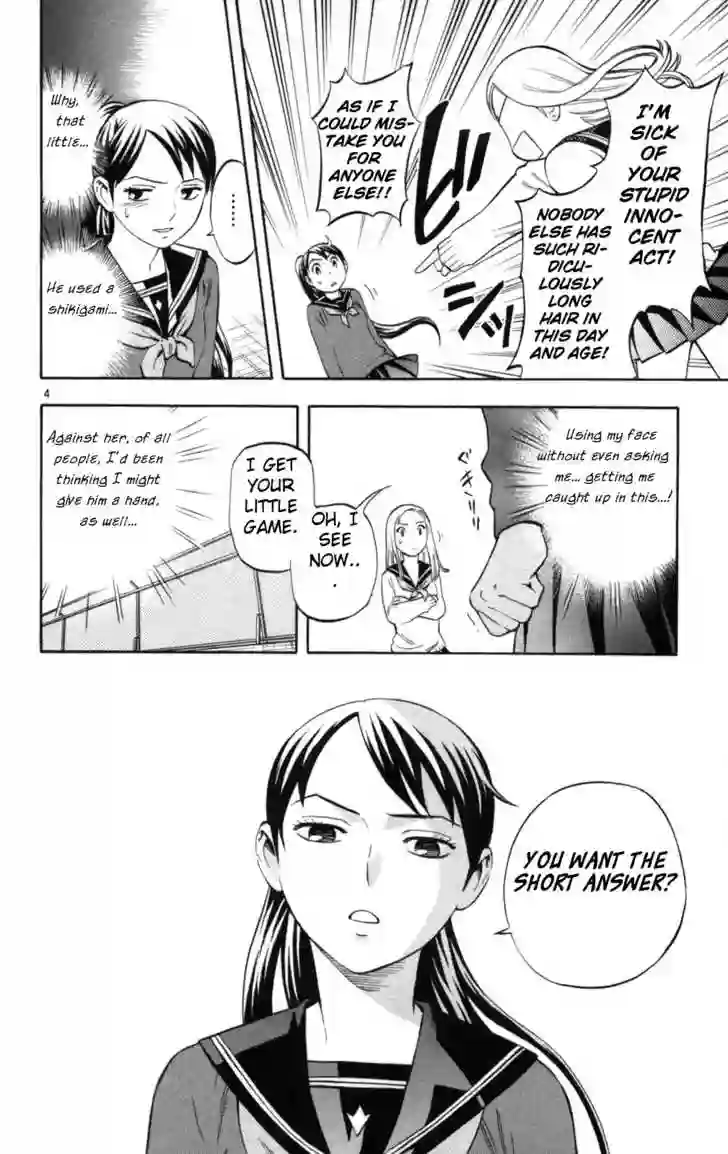 I'M
SICK
OF
YOUR
STUPID
INNO-
CENT
ACT!
NOBODY
ELSE HAS
SUCH RI-
DICU-
LOUSLY
LONG
HAIR IN
THIS DAY
AND AGE!
AS IF I
COULD MIS-
TAKE YOU
FOR
ANYONE
ELSE!!
......
Why,
that
little...
He used a
shikigami...
4
Using my face
without even asking
me... getting me
caught up in this...!
OH, I
SEE
NOW..
.
I GET
YOUR
LITTLE
GAME.
Against her, of all
people, I'd been
thinking I might
give him a hand,
as well...
YOU WANT THE
SHORT ANSWER?